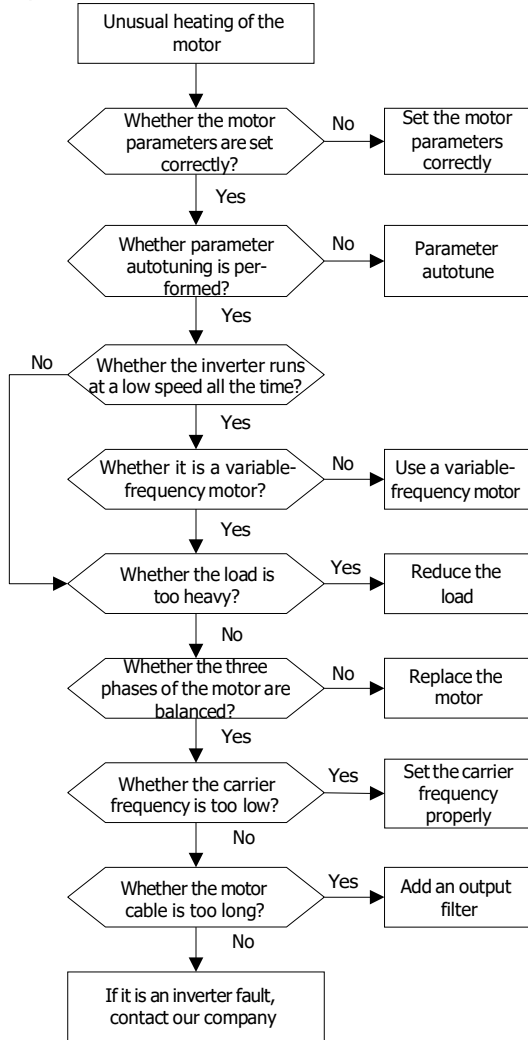 Unusual heating of the
motor
Whether the motor
parameters are set
correctly?
No
Set the motor
parameters
correctly
Yes
Whether parameter
autotuning is per-
formed?
No
Parameter
autotune
Yes
No
Whether the inverter runs
at a low speed all the time?
Yes
Whether it is a variable-
frequency motor?
No
Use a variable-
frequency motor
Yes
Whether the load is
too heavy?
Yes
Reduce the
load
No
Whether the three
phases of the motor are
balanced?
No
Replace the
motor
Yes
Whether the carrier
frequency is too low?
Yes
Set the carrier
frequency
properly
No
Whether the motor
cable is too long?
Yes
Add an output
filter
No
If it is an inverter fault,
contact our company